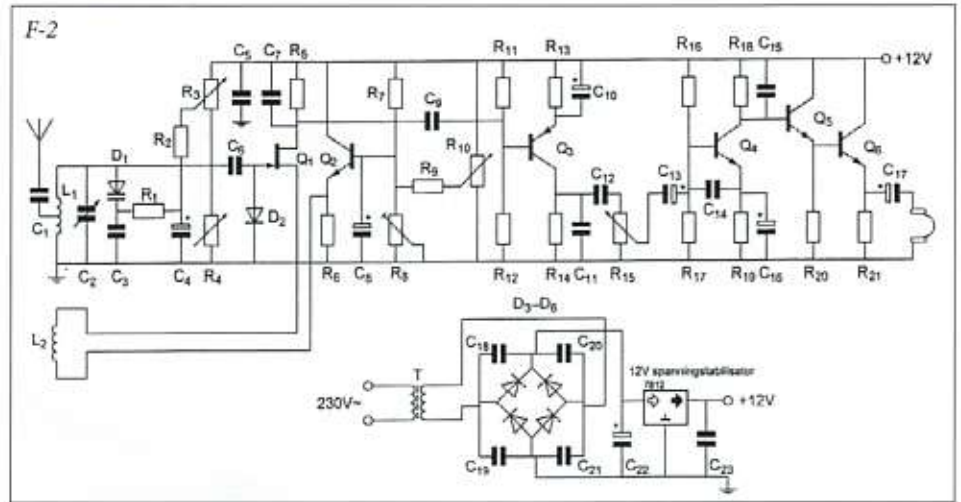 F-2
C5 C7
R11 R13
R16 R18 C15
+12V
R3
R7
C9
C10
R2
C6
R10
Q5
D1
Q1 Q2
Q3
Q4
Q6
L1
R1
R9
C12
C13
C17
D2
C14
C1
C2 C3 C4 R4 R6 C8 R8 R12 R14 C11 R15 R17 R19 C16 R20 R21
L2
D3–D6
C18 C20
T
12V spanningstabilisator
7812
230V~
+12V
C19 C21 C22 C23